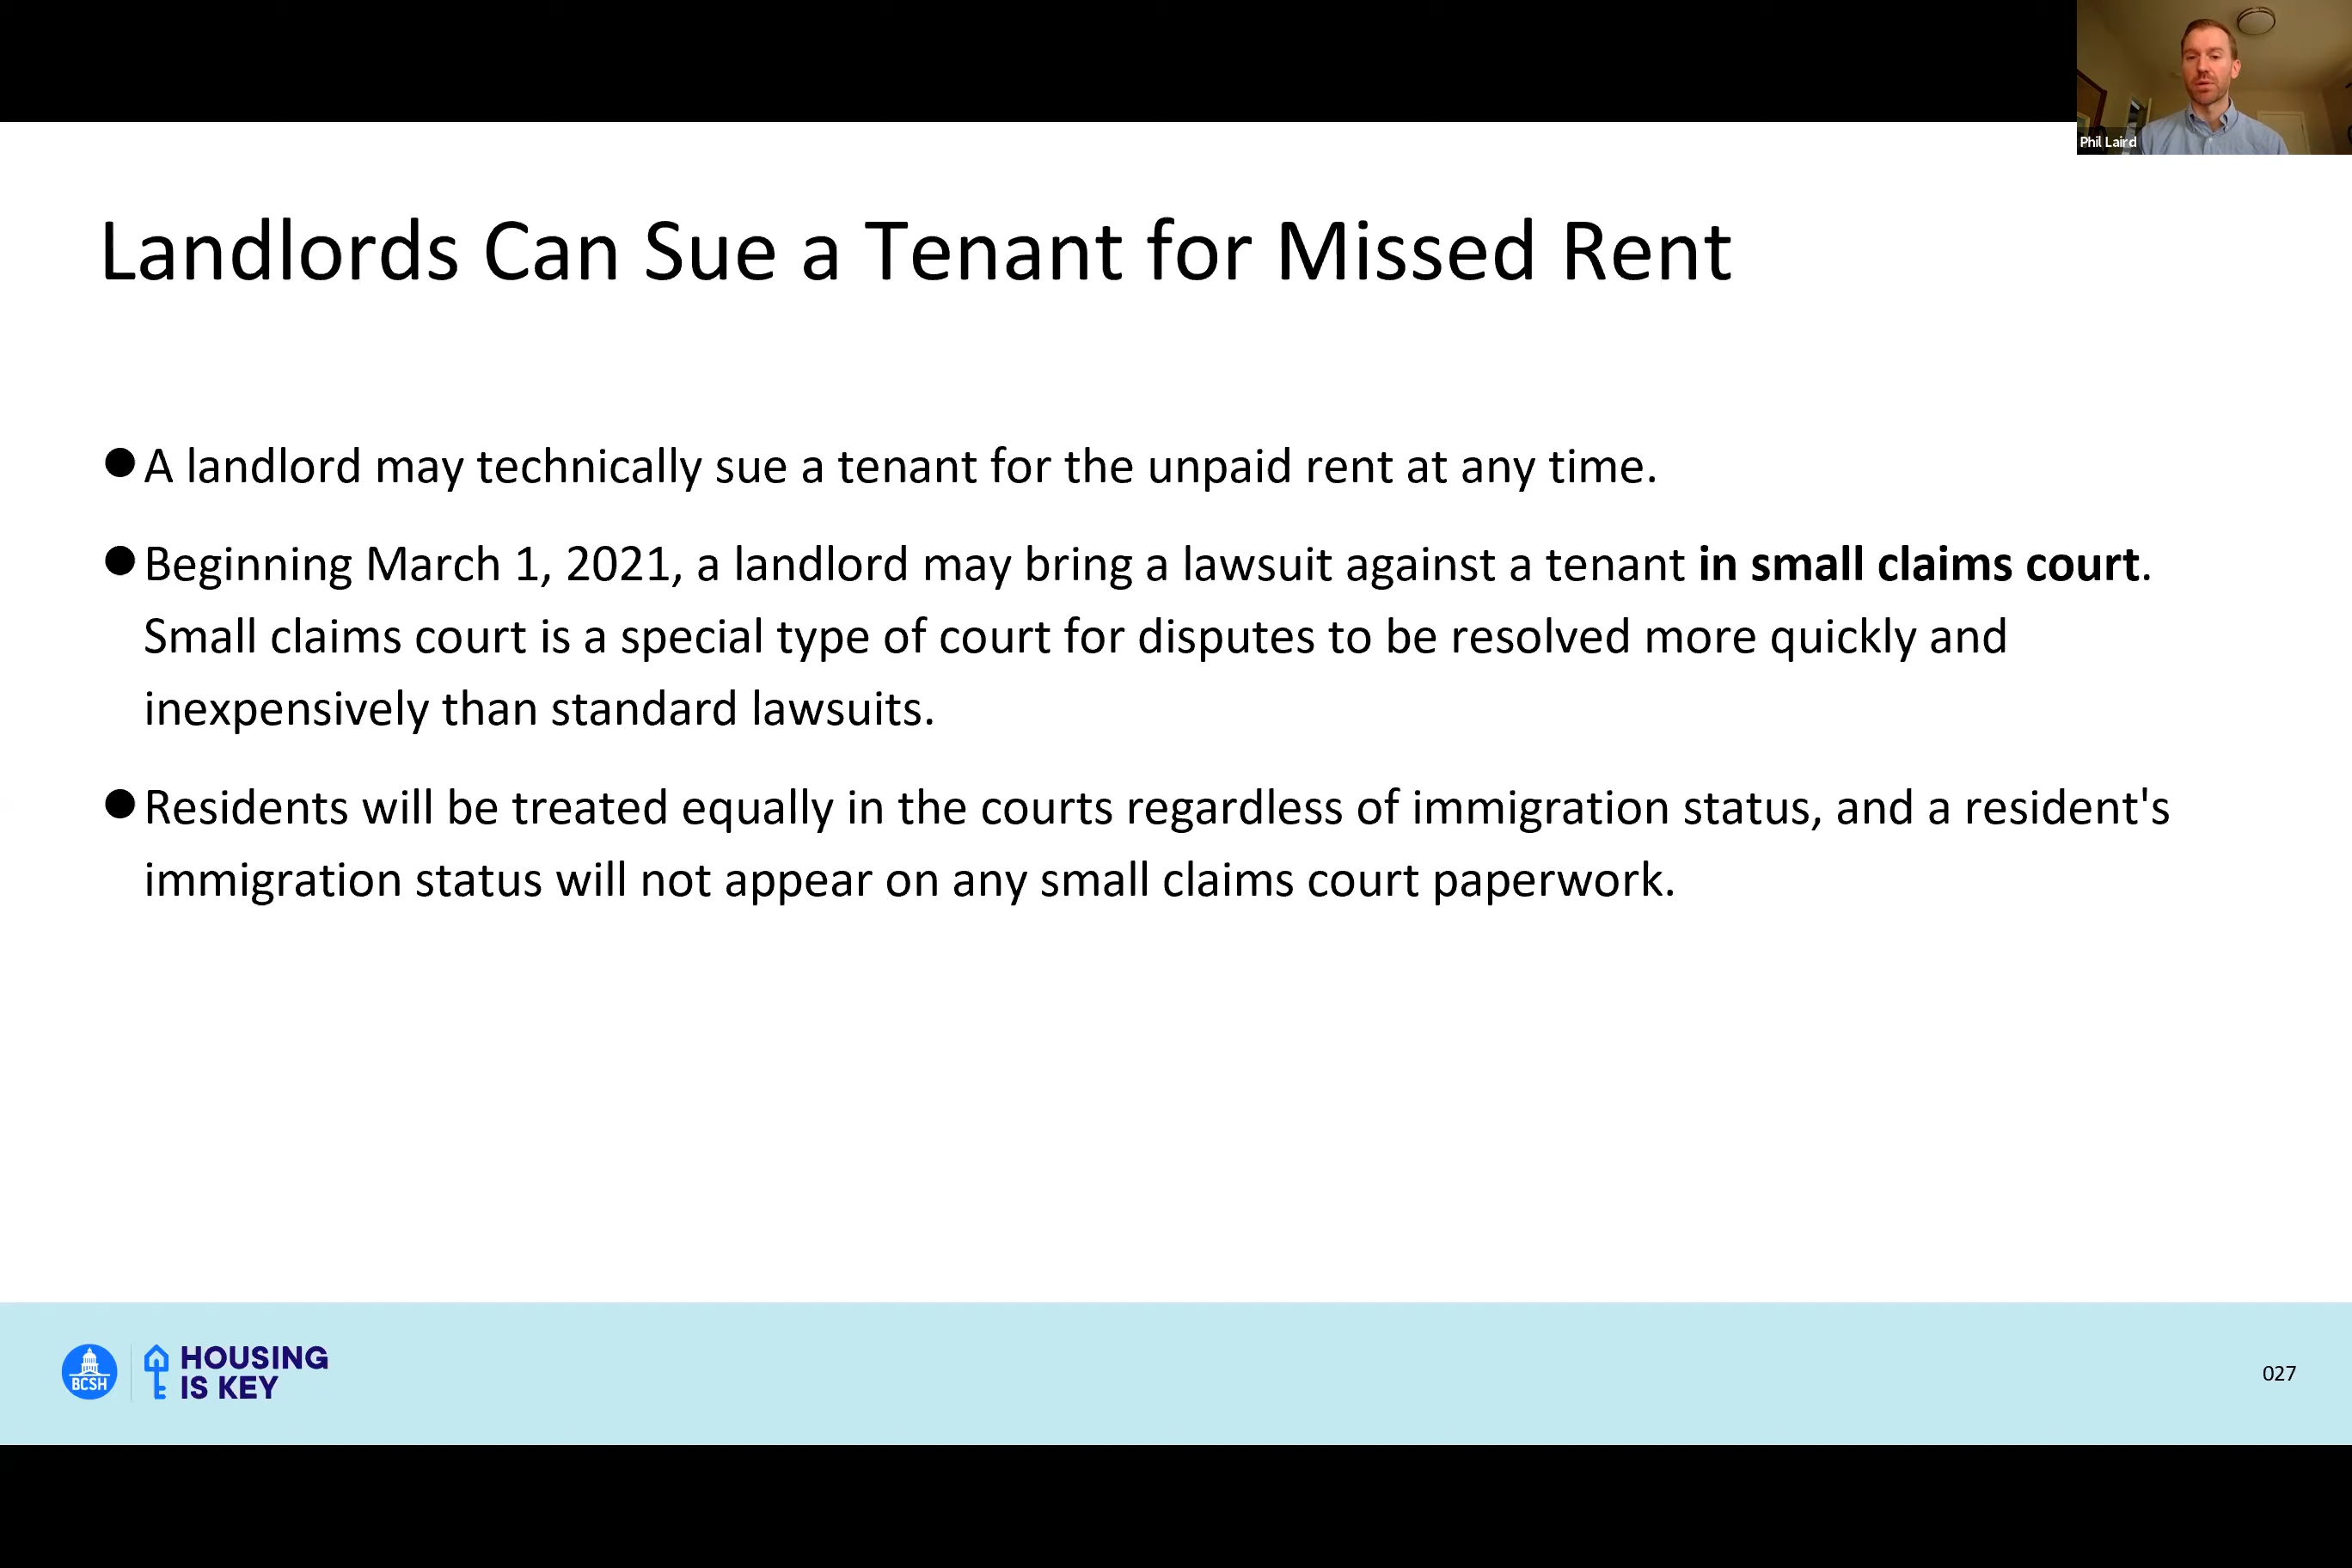 Phil Laird
Landlords Can Sue a Tenant for Missed Rent
●A landlord may technically sue a tenant for the unpaid rent at any time.
●Beginning March 1, 2021, a landlord may bring a lawsuit against a tenant in small claims court.
Small claims court is a special type of court for disputes to be resolved more quickly and
inexpensively than standard lawsuits.
●Residents will be treated equally in the courts regardless of immigration status, and a resident's
immigration status will not appear on any small claims court paperwork.
BCSH
HOUSING
IS KEY
027